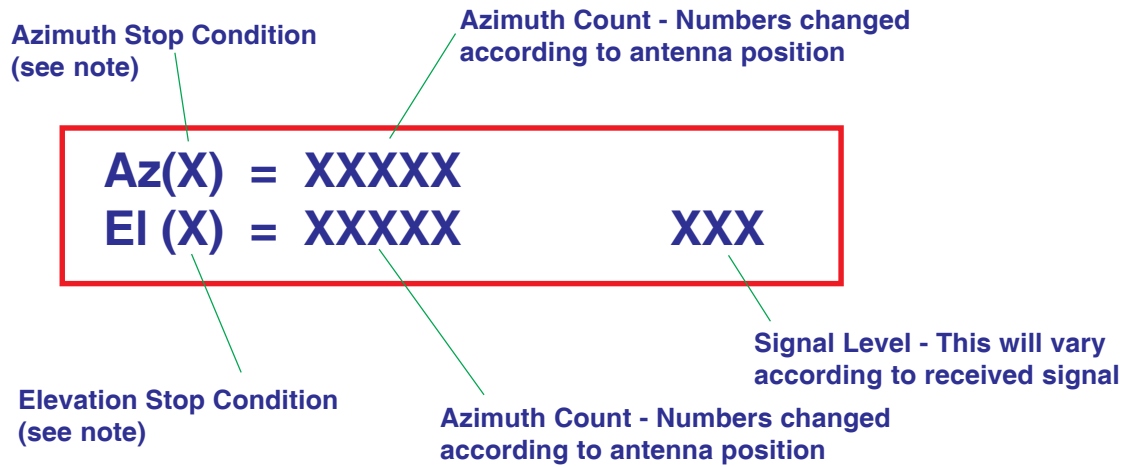 Azimuth Stop Condition
(see note)
Azimuth Count - Numbers changed
according to antenna position
Az(X) = XXXXX
El (X) = XXXXX XXX
Signal Level - This will vary
according to received signal
Elevation Stop Condition
(see note)
Azimuth Count - Numbers changed
according to antenna position